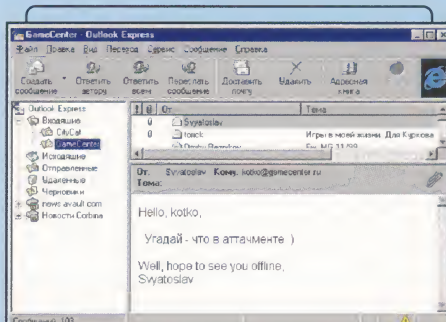 GameCenter - Outlook Express
Файл Правка Вид Переход Сервис Сообщение Справка
Создать сообщение
Ответить автору
Ответить всем
Переслать сообщение
Доставить почту
Удалить
Адресная книга
Outlook Express
Входящие
CityCat
GameCenter
Исходящие
Отправленные
Удаленные
Черновики
news.avault.com
Новости Corbina
От Тема
Svyatoslav
tonick Игры в моей жизни. Для Куркова
От: Svyatoslav Кому: kotko@gamecenter.ru
Тема:
Hello, kotko,
Угадай - что в аттачменте :)
Well, hope to see you offline,
Svyatoslav